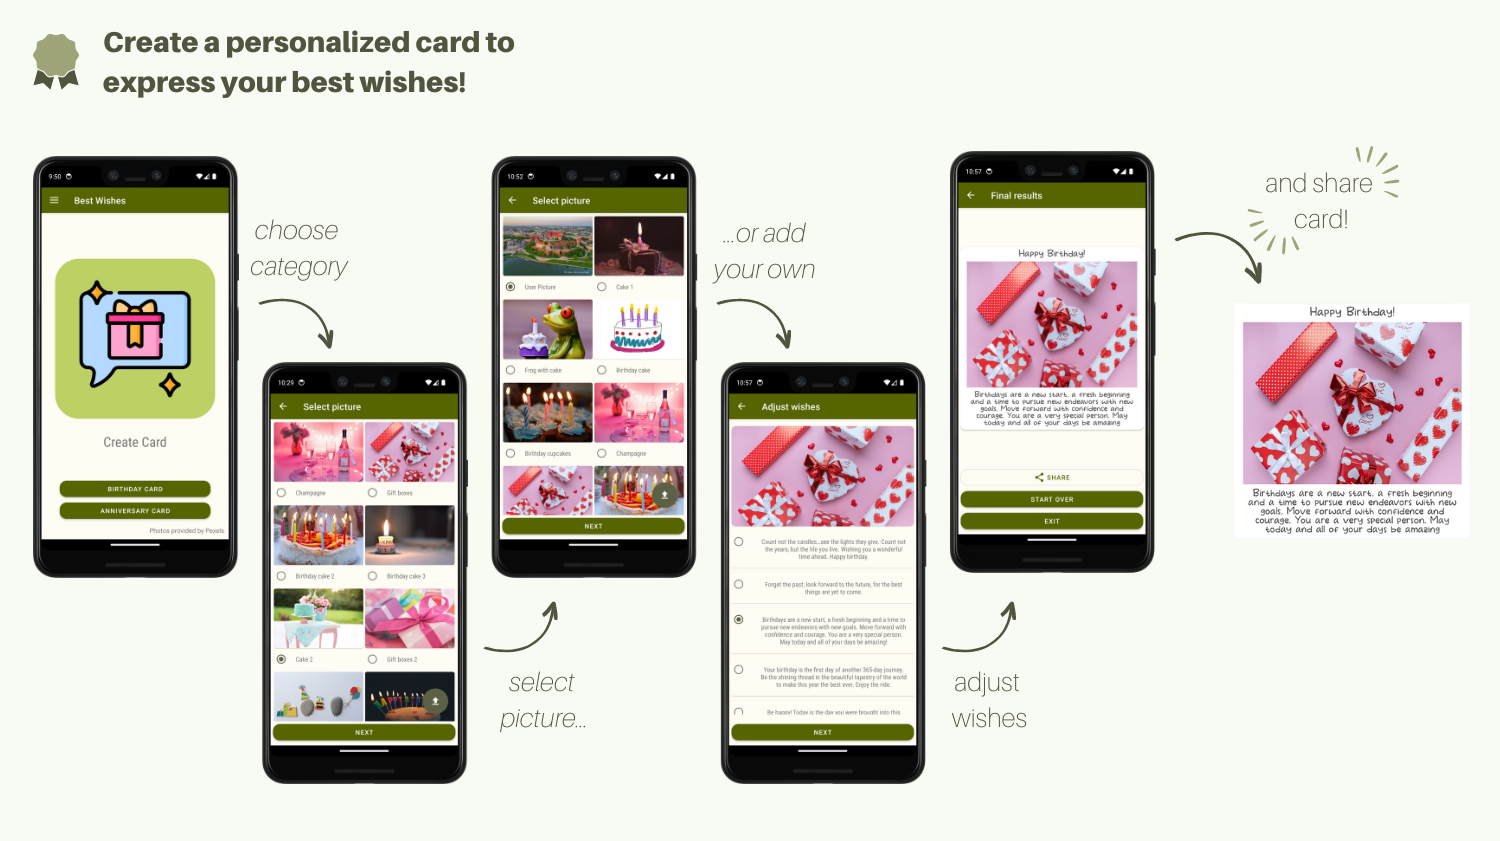 Create a personalized card to
express your best wishes!
9:50
Best Wishes
Create Card
BIRTHDAY CARD
ANNIVERSARY CARD
Photos provided by Pexels
choose
category
10:29
Select picture
Champagne
Gift boxes
Birthday cake 2
Birthday cake 3
Cake 2
Gift boxes 2
NEXT
select
picture...
10:52
Select picture
User Picture
Cake 1
Frog with cake
Birthday cake
Birthday cupcakes
Champagne
NEXT
...or add
your own
10:57
Adjust wishes
Count not the candles...see the lights they give. Count not
the years, but the life you live. Wishing you a wonderful
time ahead. Happy birthday.
Forget the past; look forward to the future, for the best
things are yet to come.
Birthdays are a new start, a fresh beginning and a time to
pursue new endeavors with new goals. Move forward with
confidence and courage. You are a very special person.
May today and all of your days be amazing!
Your birthday is the first day of another 365-day journey.
Be the shining thread in the beautiful tapestry of the world
to make this year the best ever. Enjoy the ride.
Be happy! Today is the day you were brought into this
NEXT
adjust
wishes
10:57
Final results
Happy Birthday!
Birthdays are a new start, a fresh beginning
and a time to pursue new endeavors with new
goals. Move forward with confidence and
courage. You are a very special person. May
today and all of your days be amazing
SHARE
START OVER
EXIT
and share
card!
Happy Birthday!
Birthdays are a new start, a fresh beginning
and a time to pursue new endeavors with new
goals. Move forward with confidence and
courage. You are a very special person. May
today and all of your days be amazing